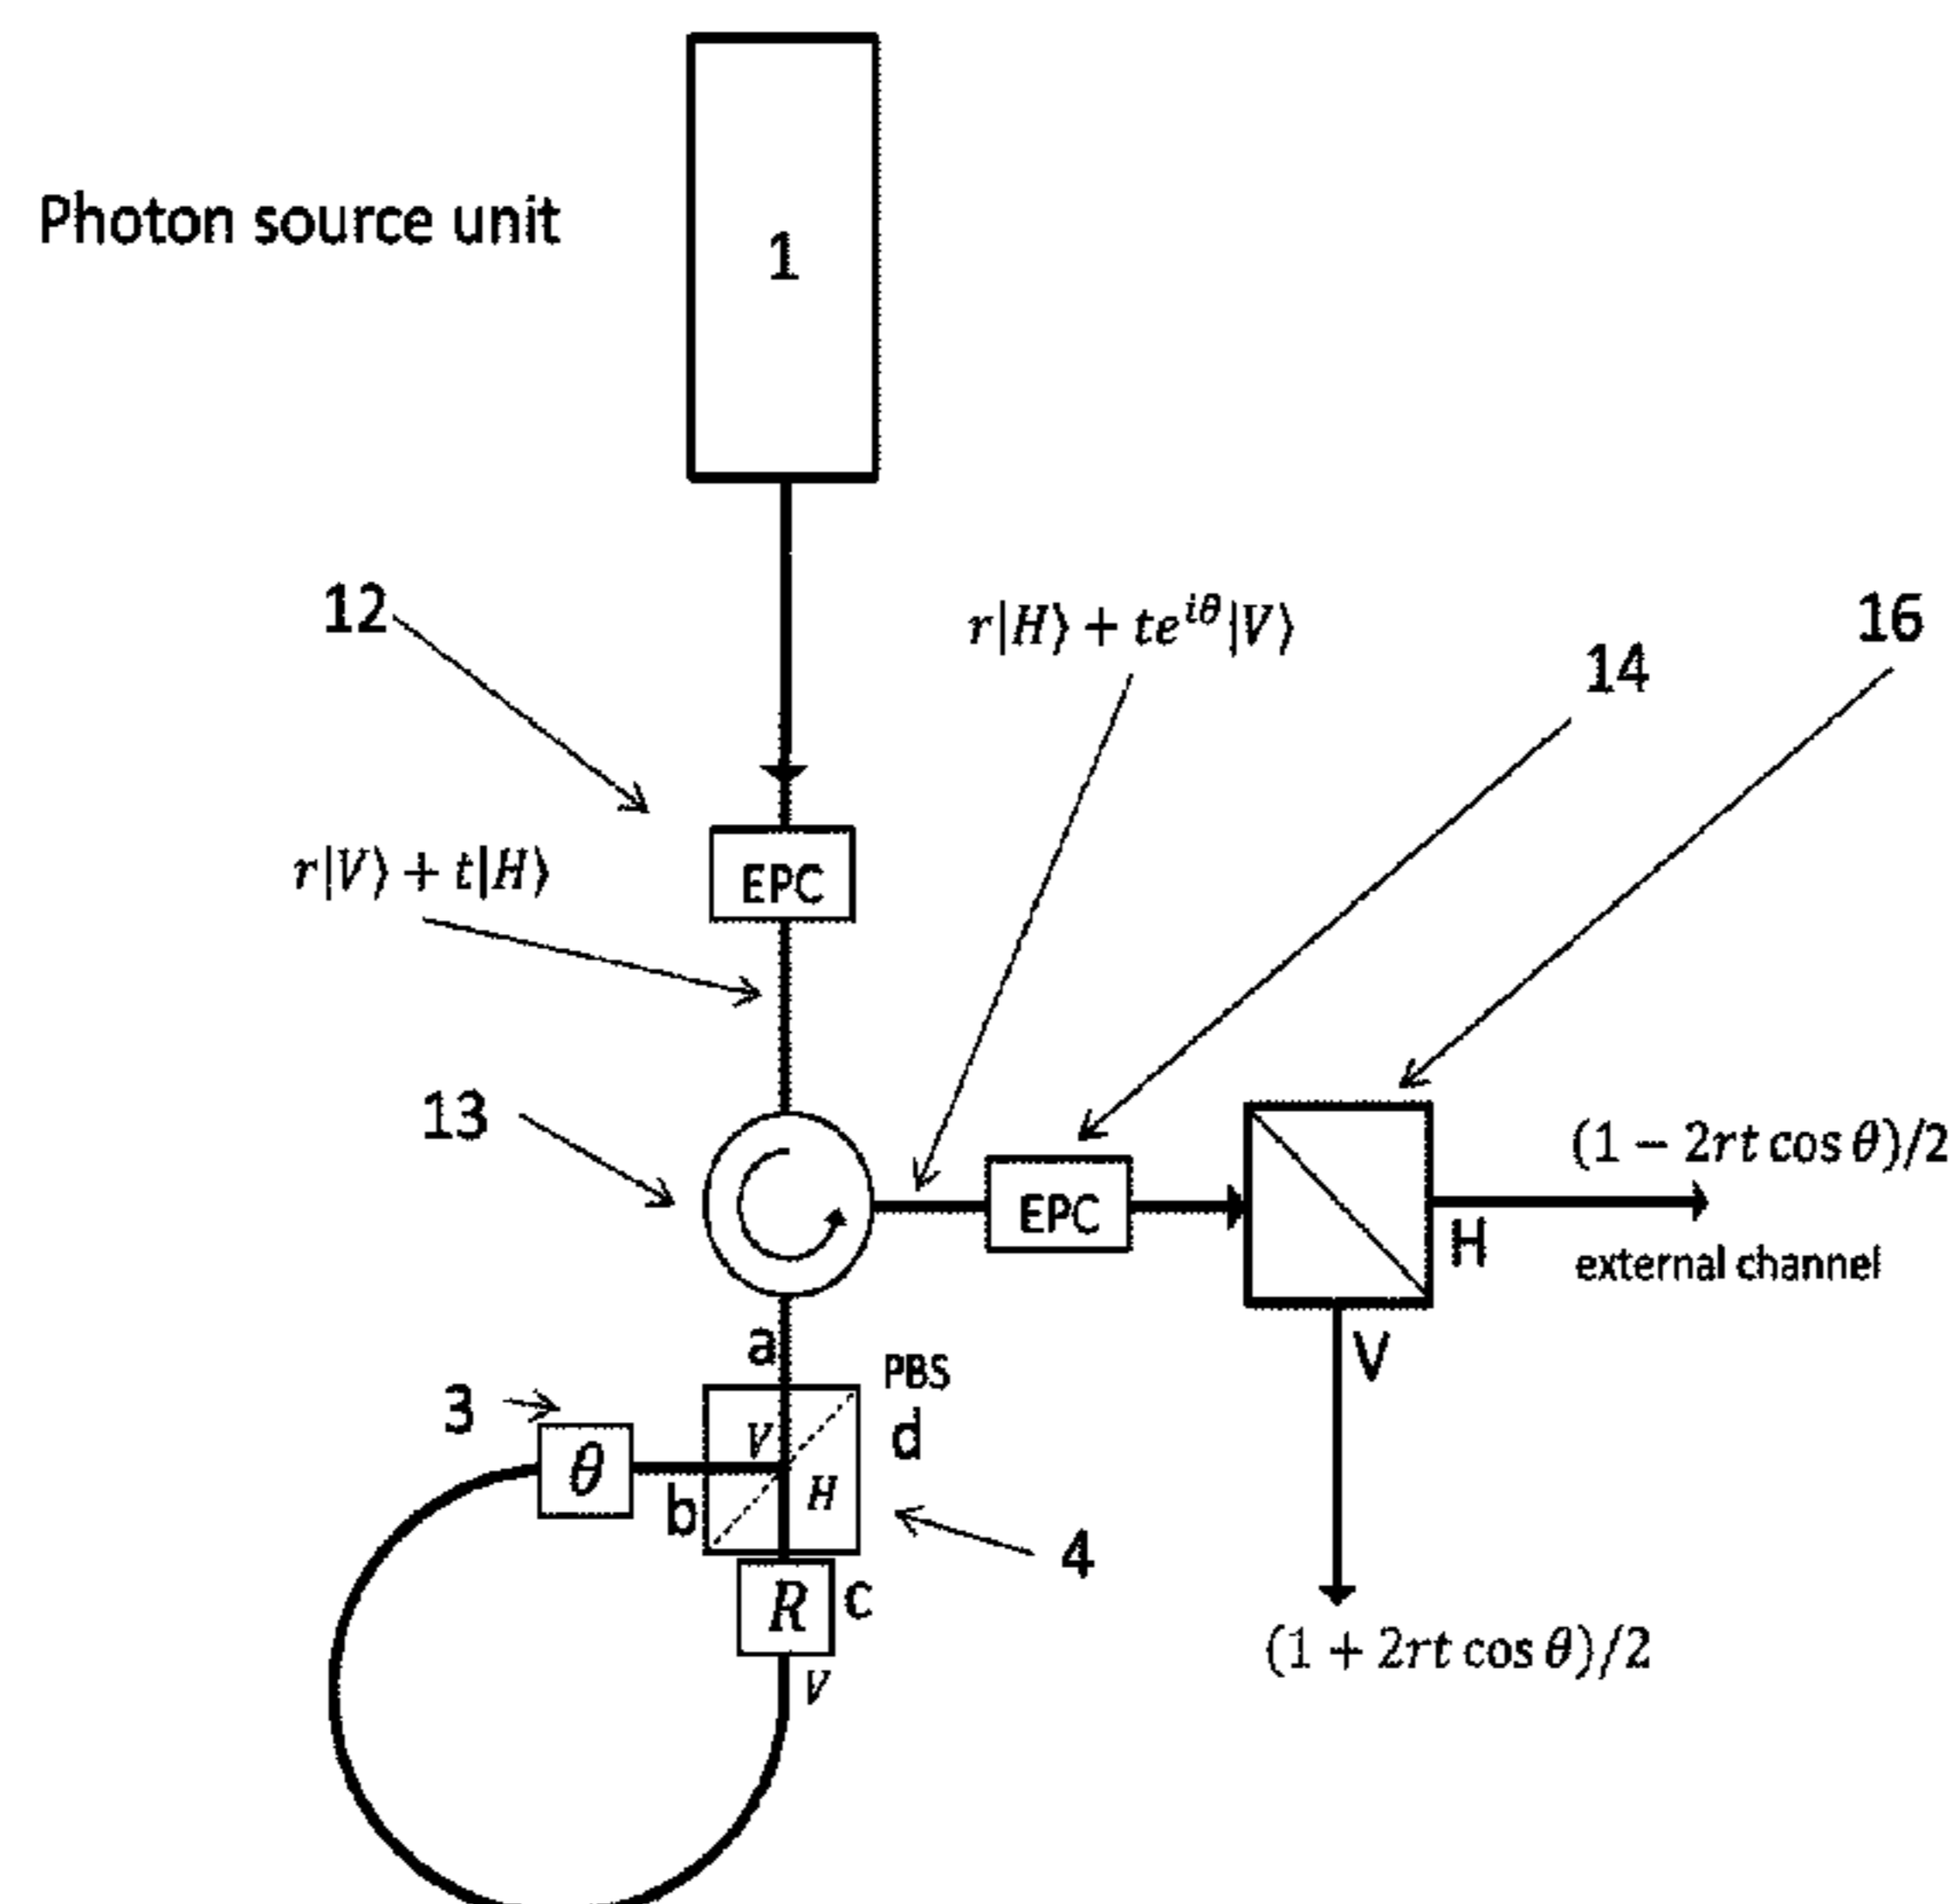 1
Photon source unit
12
r|H⟩ + te^{iθ}|V⟩
16
14
r|V⟩ + t|H⟩
EPC
13
(1 − 2rt cos θ)/2
EPC
H
external channel
a
V
PBS
3
d
V
θ
H
b
4
R
c
(1 + 2rt cos θ)/2
V